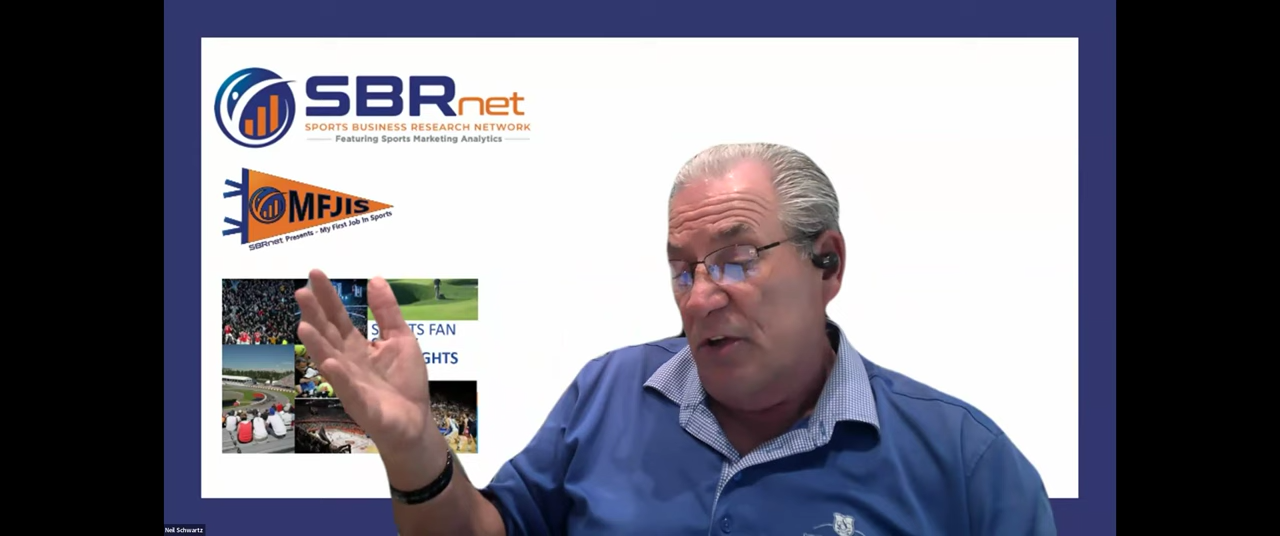 SBRnet
SPORTS BUSINESS RESEARCH NETWORK
Featuring Sports Marketing Analytics
MFJIS
SBRnet Presents - My First Job In Sports
FAN
GHTS
Neil Schwartz